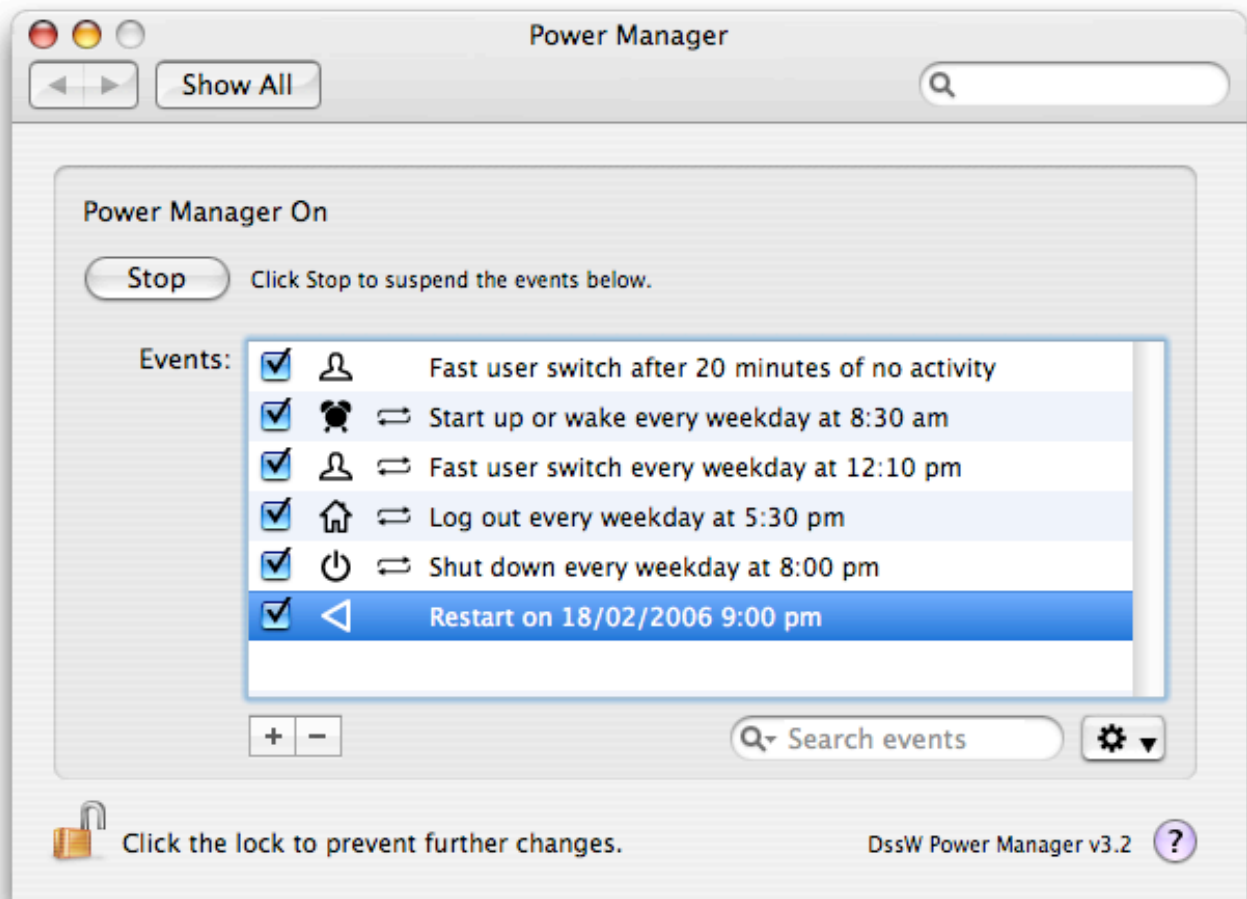 Power Manager
Show All
Power Manager On
Stop Click Stop to suspend the events below.
Events:
Fast user switch after 20 minutes of no activity
Start up or wake every weekday at 8:30 am
Fast user switch every weekday at 12:10 pm
Log out every weekday at 5:30 pm
Shut down every weekday at 8:00 pm
Restart on 18/02/2006 9:00 pm
+ −
Search events
Click the lock to prevent further changes.
DssW Power Manager v3.2 ?